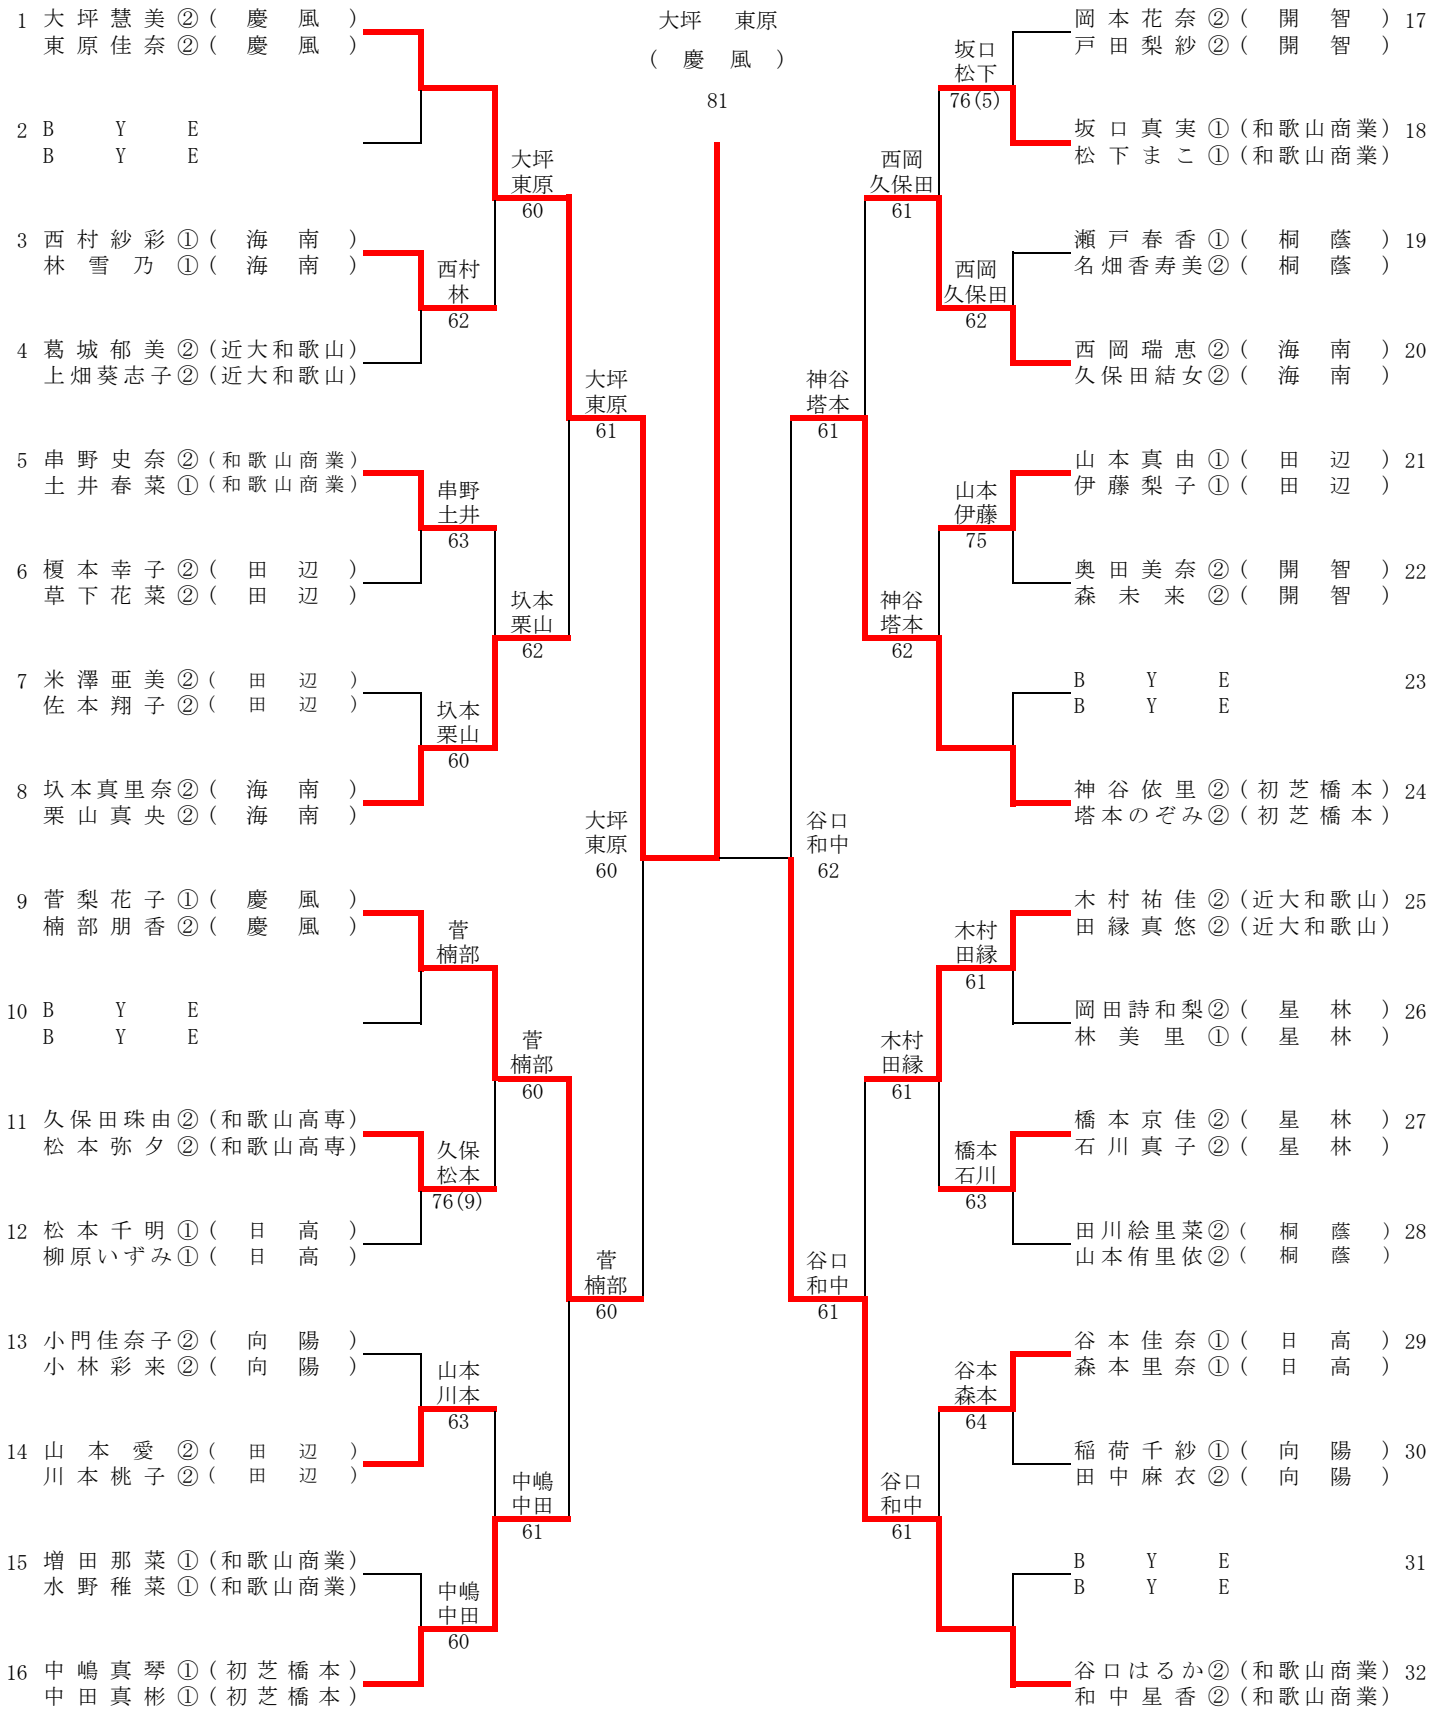 大坪 東原
( 慶 風 )
81
1 大坪慧美② ( 慶 風 )
東原佳奈② ( 慶 風 )
2 B Y E
B Y E
3 西村紗彩① ( 海 南 )
林雪乃① ( 海 南 )
4 葛城郁美② (近大和歌山)
上畑葵志子② (近大和歌山)
5 串野史奈② (和歌山商業)
土井春菜① (和歌山商業)
6 榎本幸子② ( 田 辺 )
草下花菜② ( 田 辺 )
7 米澤亜美② ( 田 辺 )
佐本翔子② ( 田 辺 )
8 圦本真里奈② ( 海 南 )
栗山真央② ( 海 南 )
9 菅梨花子① ( 慶 風 )
楠部朋香② ( 慶 風 )
10 B Y E
B Y E
11 久保田珠由② (和歌山高専)
松本弥夕② (和歌山高専)
12 松本千明① ( 日 高 )
柳原いずみ① ( 日 高 )
13 小門佳奈子② ( 向 陽 )
小林彩来② ( 向 陽 )
14 山本愛② ( 田 辺 )
川本桃子② ( 田 辺 )
15 増田那菜① (和歌山商業)
水野稚菜① (和歌山商業)
16 中嶋真琴① (初芝橋本)
中田真彬① (初芝橋本)
西村
林
62
串野
土井
63
圦本
栗山
60
菅
楠部
久保
松本
76(9)
山本
川本
63
中嶋
中田
60
大坪
東原
60
圦本
栗山
62
菅
楠部
60
中嶋
中田
61
大坪
東原
61
菅
楠部
60
大坪
東原
60
谷口
和中
62
神谷
塔本
61
谷口
和中
61
西岡
久保田
61
神谷
塔本
62
木村
田縁
61
谷口
和中
61
坂口
松下
76(5)
西岡
久保田
62
山本
伊藤
75
木村
田縁
61
橋本
石川
63
谷本
森本
64
岡本花奈② ( 開 智 ) 17
戸田梨紗② ( 開 智 )
坂口真実① (和歌山商業) 18
松下まこ① (和歌山商業)
瀬戸春香① ( 桐 蔭 ) 19
名畑香寿美② ( 桐 蔭 )
西岡瑞恵② ( 海 南 ) 20
久保田結女② ( 海 南 )
山本真由① ( 田 辺 ) 21
伊藤梨子① ( 田 辺 )
奥田美奈② ( 開 智 ) 22
森未来② ( 開 智 )
B Y E 23
B Y E
神谷依里② (初芝橋本) 24
塔本のぞみ② (初芝橋本)
木村祐佳② (近大和歌山) 25
田縁真悠② (近大和歌山)
岡田詩和梨② ( 星 林 ) 26
林美里① ( 星 林 )
橋本京佳② ( 星 林 ) 27
石川真子② ( 星 林 )
田川絵里菜② ( 桐 蔭 ) 28
山本侑里依② ( 桐 蔭 )
谷本佳奈① ( 日 高 ) 29
森本里奈① ( 日 高 )
稲荷千紗① ( 向 陽 ) 30
田中麻衣② ( 向 陽 )
B Y E 31
B Y E
谷口はるか② (和歌山商業) 32
和中星香② (和歌山商業)